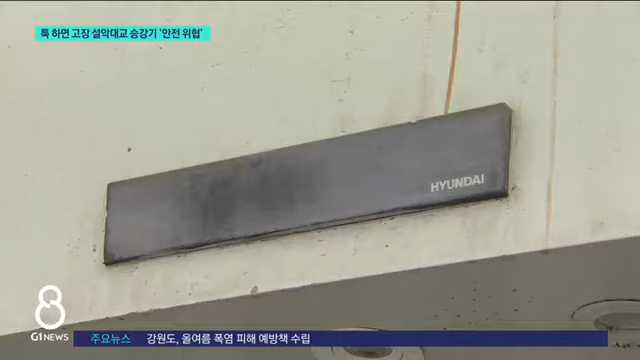 툭 하면 고장 설악대교 승강기 '안전 위협'
HYUNDAI
8
G1NEWS
주요뉴스 강원도, 올여름 폭염 피해 예방책 수립